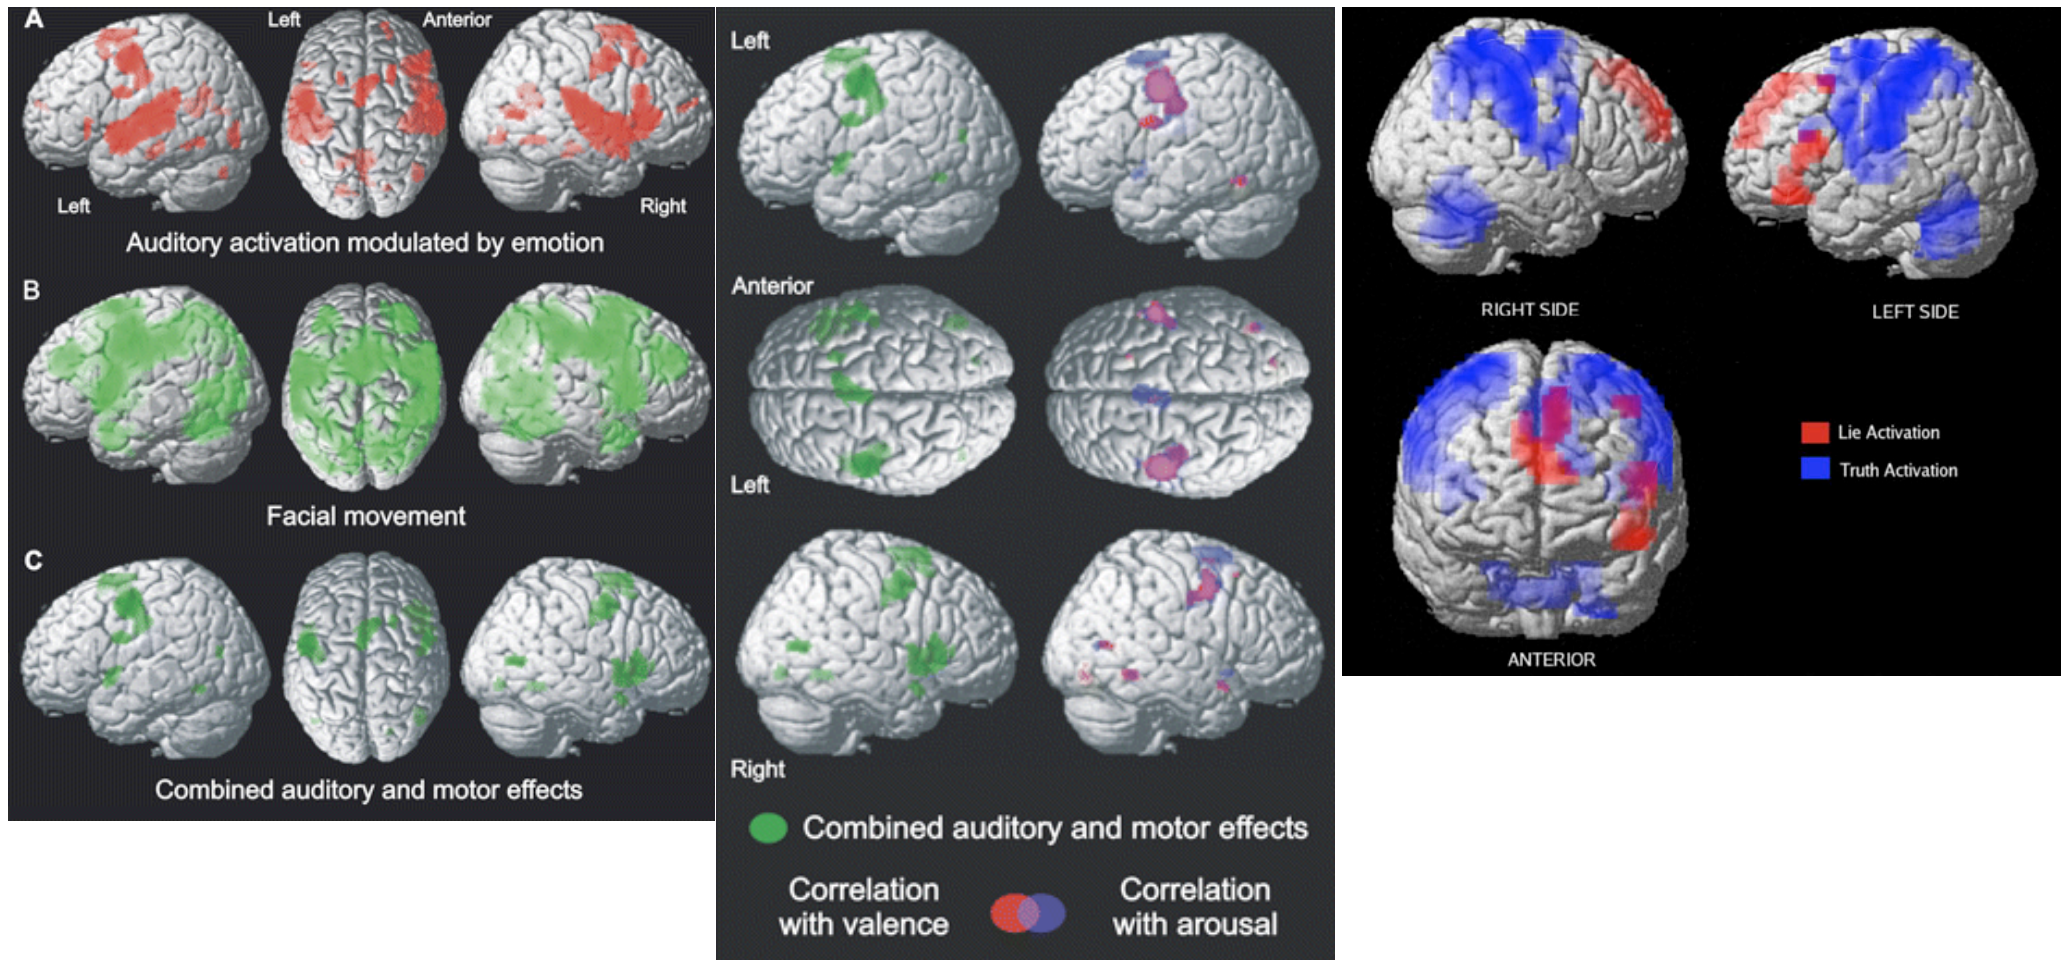 A
Left
Anterior
Left
Right
Auditory activation modulated by emotion
B
Facial movement
C
Combined auditory and motor effects
Left
Anterior
Left
Right
Combined auditory and motor effects
Correlation
with valence
Correlation
with arousal
RIGHT SIDE
LEFT SIDE
Lie Activation
Truth Activation
ANTERIOR